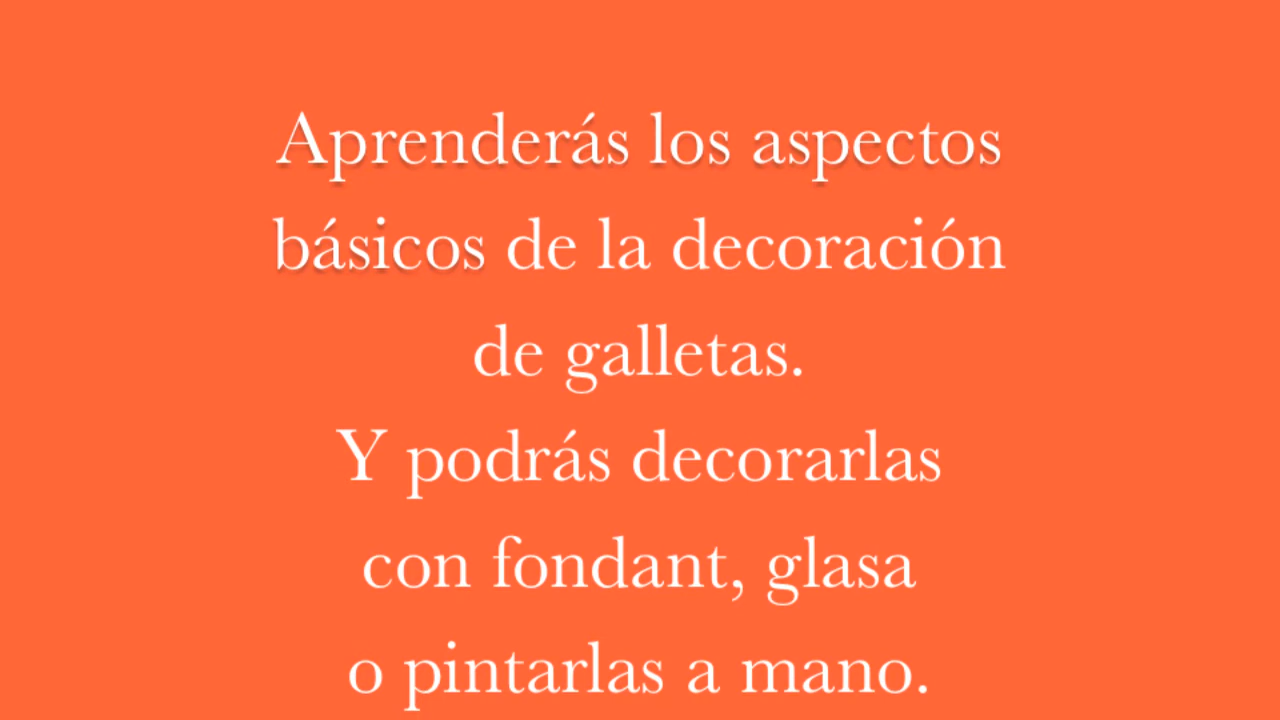 Aprenderás los aspectos
básicos de la decoración
de galletas.
Y podrás decorarlas
con fondant, glasa
o pintarlas a mano.